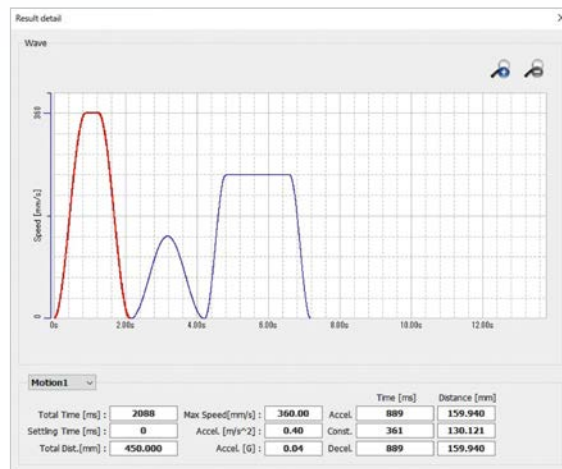 Result detail
Wave
Speed [mm/s]
360
0
0s 2.00s 4.00s 6.00s 8.00s 10.00s 12.00s
Motion1
Time [ms] Distance [mm]
Total Time [ms] : 2088 Max Speed[mm/s] : 360.00 Accel. 889 159.940
Settling Time [ms] : 0 Accel. [m/s^2] : 0.40 Const. 361 130.121
Total Dist.[mm] : 450.000 Accel. [G] : 0.04 Decel. 889 159.940